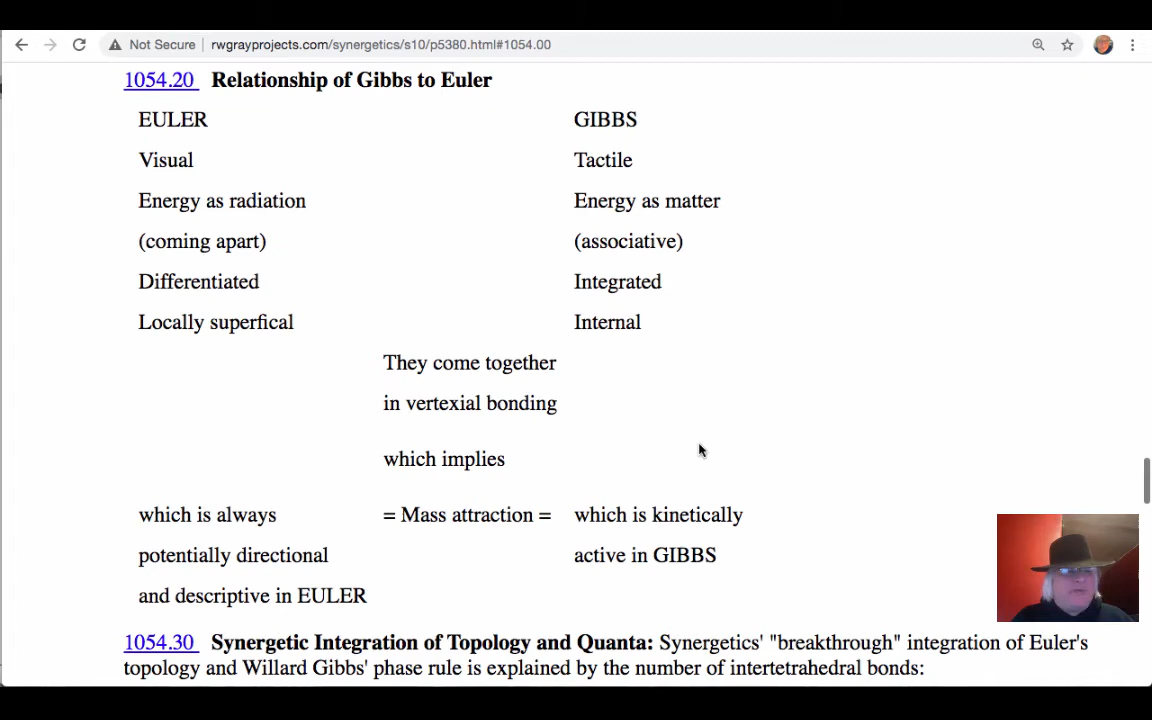 Not Secure rwgrayprojects.com/synergetics/s10/p5380.html#1054.00
1054.20 Relationship of Gibbs to Euler
EULER GIBBS
Visual Tactile
Energy as radiation Energy as matter
(coming apart) (associative)
Differentiated Integrated
Locally superfical Internal
They come together
in vertexial bonding
which implies
which is always = Mass attraction = which is kinetically
potentially directional active in GIBBS
and descriptive in EULER
1054.30 Synergetic Integration of Topology and Quanta: Synergetics' "breakthrough" integration of Euler's
topology and Willard Gibbs' phase rule is explained by the number of intertetrahedral bonds: